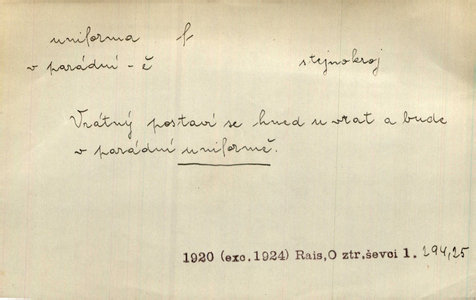 uniforma f
v parádní - ě stejnokroj
Vrátný postaví se hned u vrat a bude
v parádní uniformě.
1920 (exc. 1924) Rais, O ztr. ševci 1. 294,25